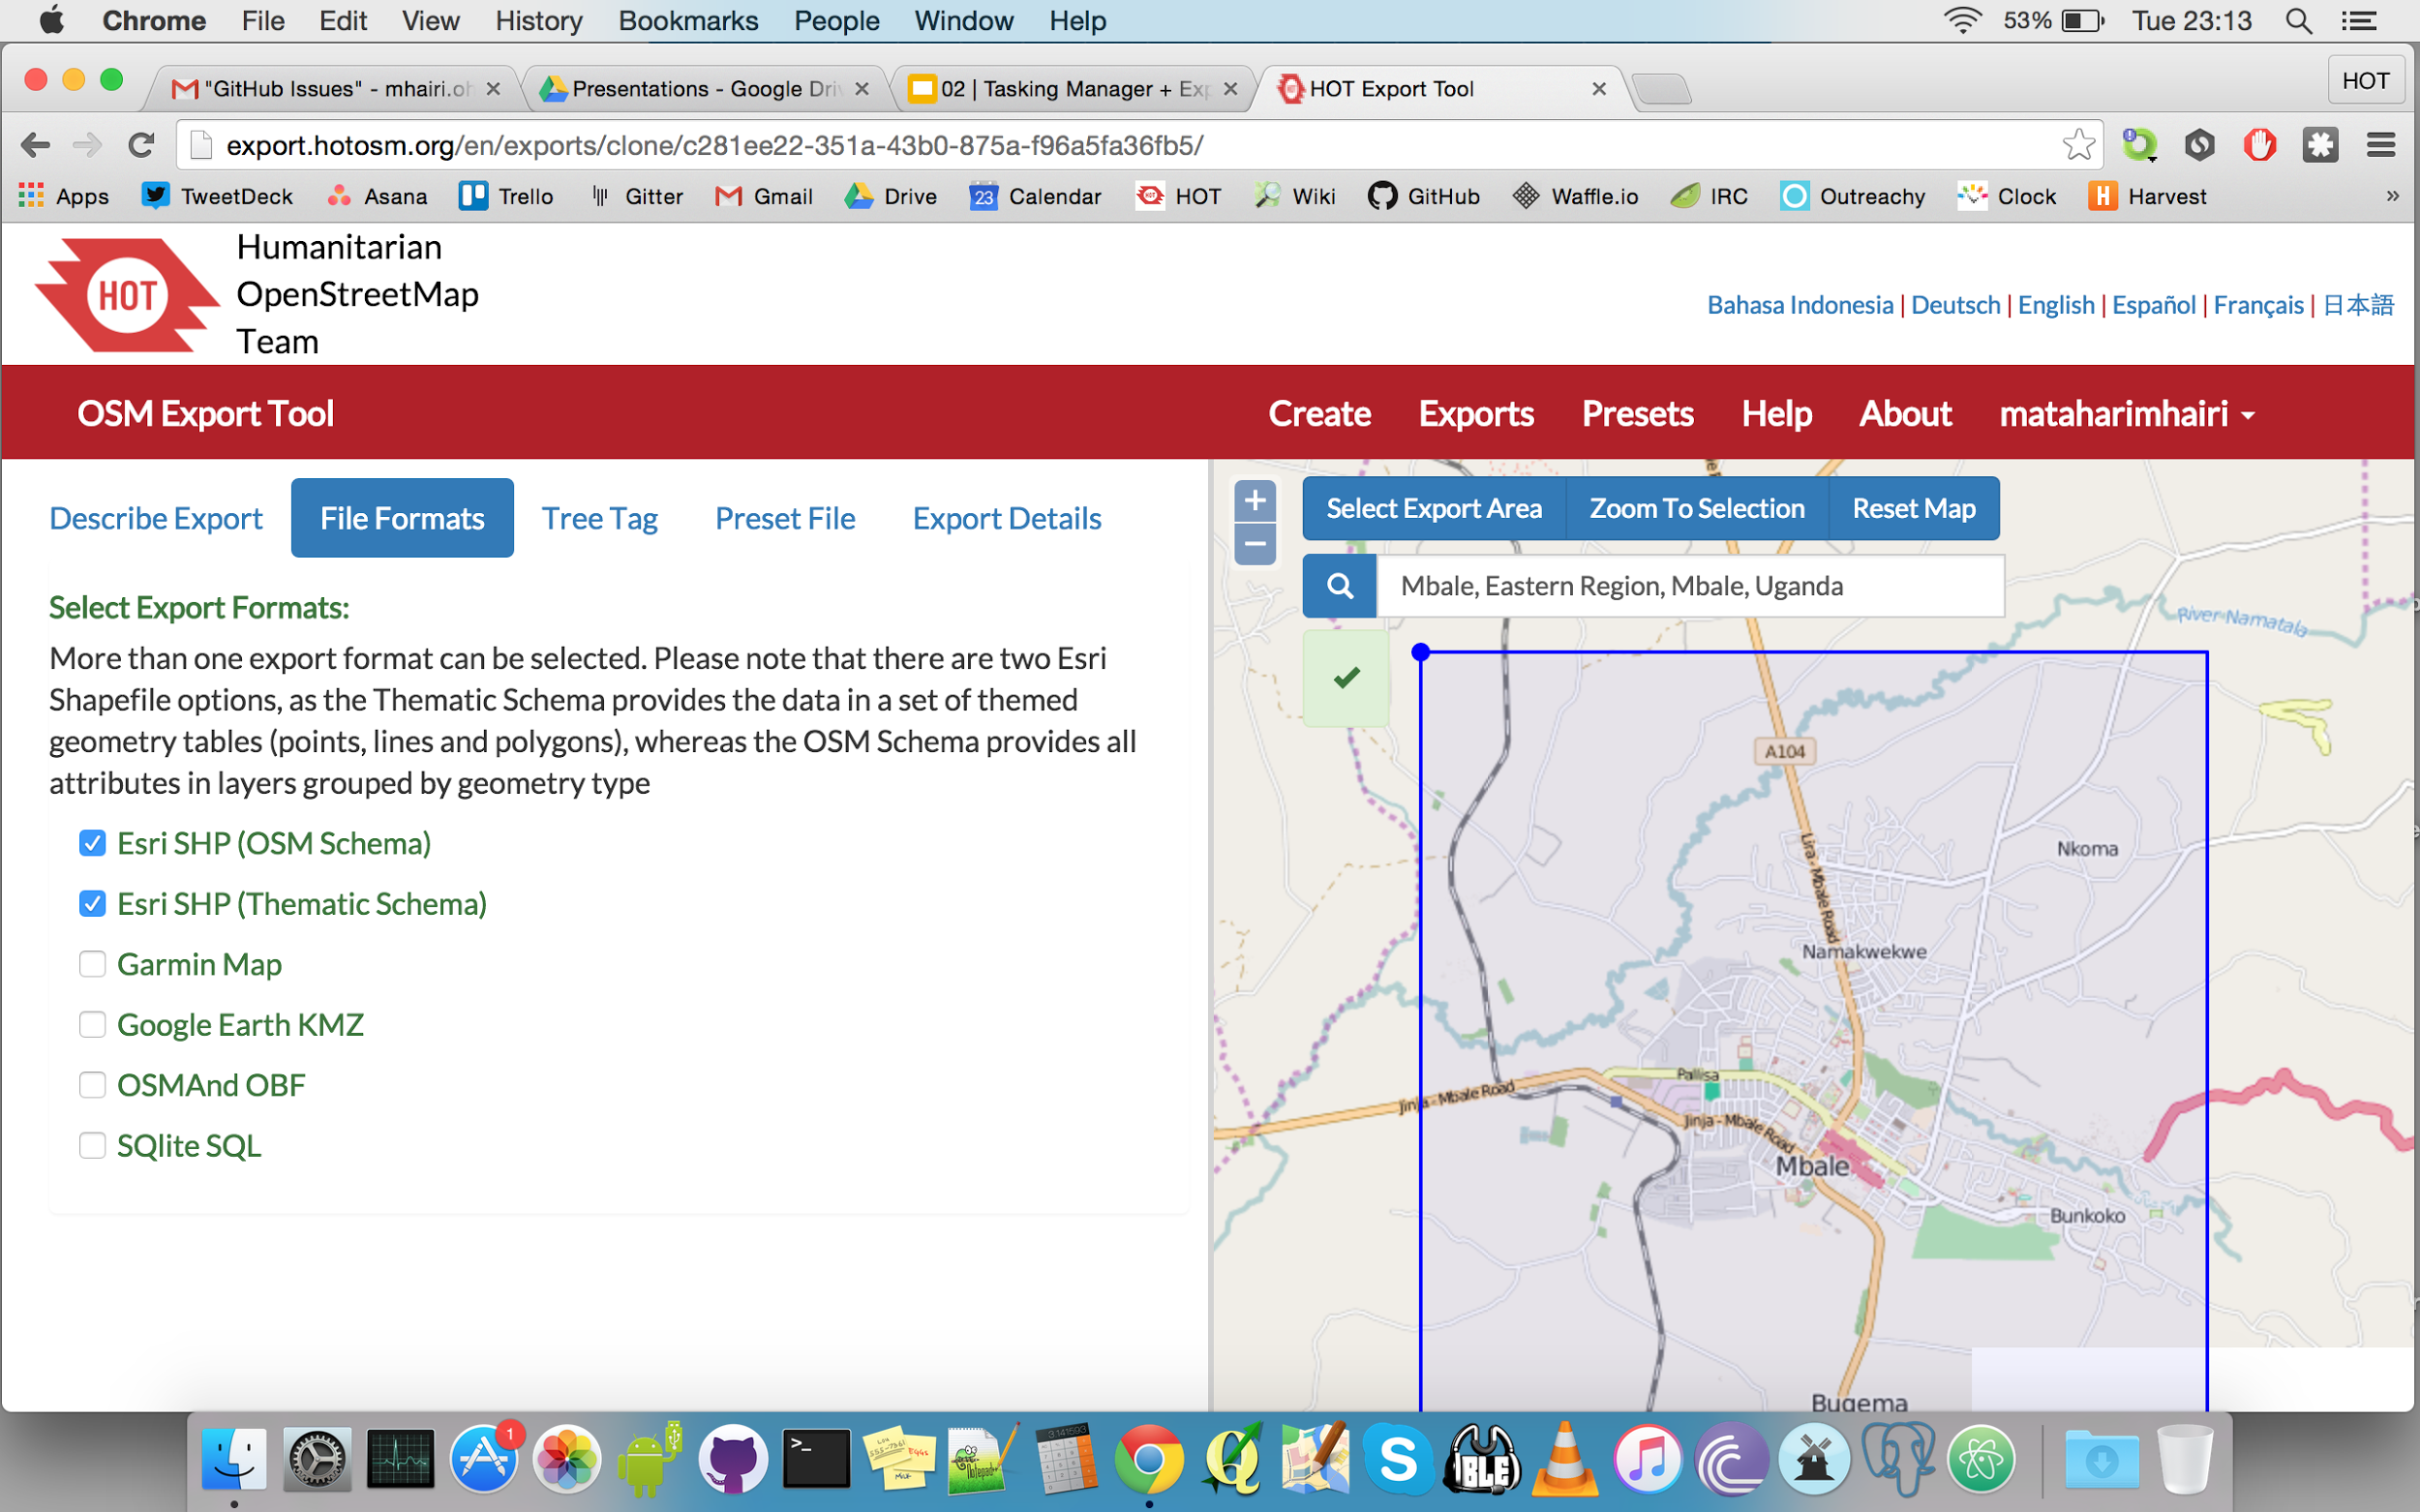 Chrome File Edit View History Bookmarks People Window Help 53% Tue 23:13
"GitHub Issues" - mhairi.oh Presentations - Google Driv 02 | Tasking Manager + Exp HOT Export Tool HOT
export.hotosm.org/en/exports/clone/c281ee22-351a-43b0-875a-f96a5fa36fb5/
Apps TweetDeck Asana Trello Gitter Gmail Drive 23 Calendar HOT Wiki GitHub Waffle.io IRC Outreachy Clock H Harvest »
HOT
Humanitarian
OpenStreetMap
Team
Bahasa Indonesia | Deutsch | English | Español | Français | 日本語
OSM Export Tool Create Exports Presets Help About mataharimhairi
Describe Export File Formats Tree Tag Preset File Export Details
Select Export Formats:
More than one export format can be selected. Please note that there are two Esri
Shapefile options, as the Thematic Schema provides the data in a set of themed
geometry tables (points, lines and polygons), whereas the OSM Schema provides all
attributes in layers grouped by geometry type
Esri SHP (OSM Schema)
Esri SHP (Thematic Schema)
Garmin Map
Google Earth KMZ
OSMAnd OBF
SQlite SQL
+
−
Select Export Area Zoom To Selection Reset Map
Mbale, Eastern Region, Mbale, Uganda
River Namatala
A104
Lira - Mbale Road
Nkoma
Namakwekwe
Pallisa
Jinja - Mbale Road
Jinja - Mbale Road
Mbale
Bunkoko
Bugema
1
3.141593
IBLE